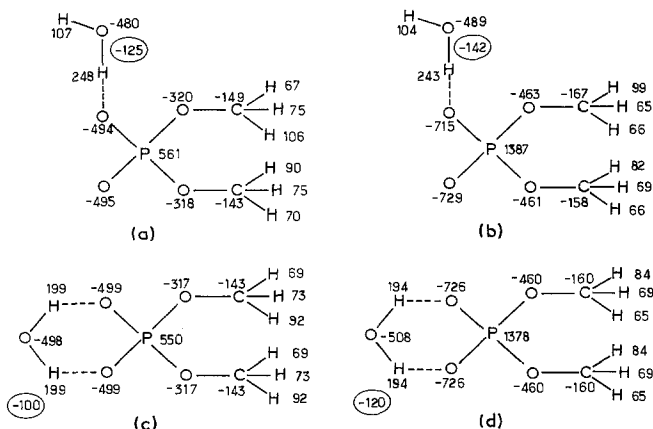 H O -480
107 -125
248 H
O -494
-320 -149 H 67
O C H 75
H 106
P 561
H 90
O O C H 75
-495 -318 -143 H 70
(a)
H O -489
104 -142
243 H
O -715
-463 -167 H 99
O C H 65
H 66
P 1387
H 82
O O C H 69
-729 -461 -158 H 66
(b)
199 -499 -317 -143 H 69
H O O C H 73
H 92
O -498 P 550
H 69
H O O C H 73
199 -499 -317 -143 H 92
-100
(c)
194 -726 -460 -160 H 84
H O O C H 69
H 65
O -508 P 1378
H 84
H O O C H 69
194 -726 -460 -160 H 65
-120
(d)